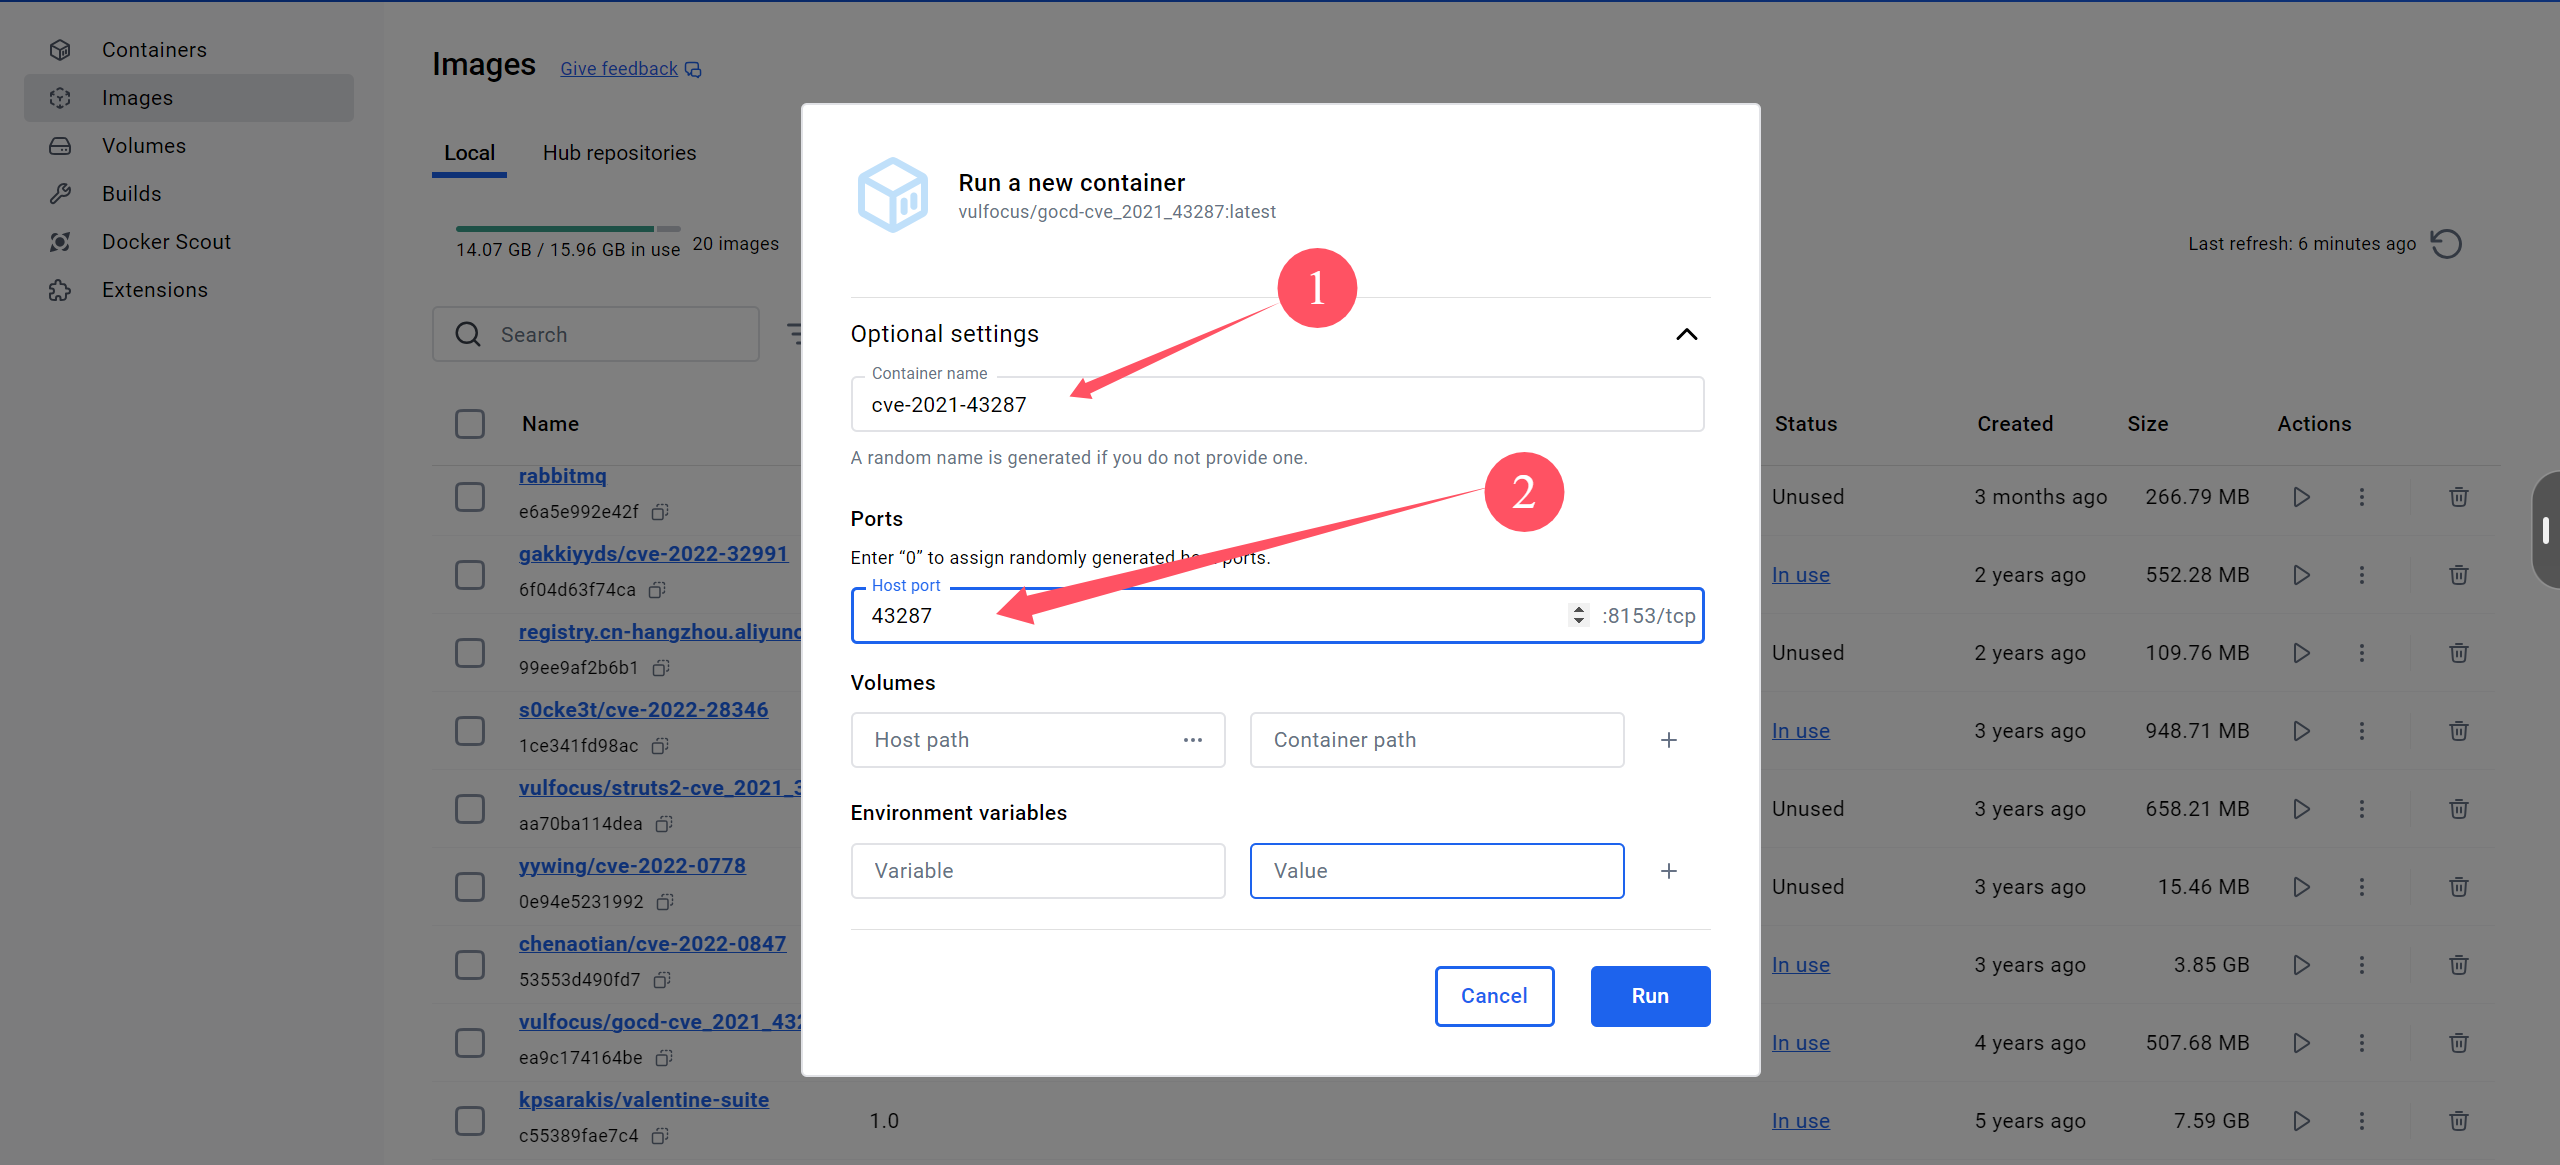 Containers
Images
Volumes
Builds
Docker Scout
Extensions
Images
Give feedback
Local
Hub repositories
14.07 GB / 15.96 GB in use
20 images
Last refresh: 6 minutes ago
Search
Name
Status
Created
Size
Actions
rabbitmq
e6a5e992e42f
Unused
3 months ago
266.79 MB
gakkiyyds/cve-2022-32991
6f04d63f74ca
In use
2 years ago
552.28 MB
registry.cn-hangzhou.aliyunc
99ee9af2b6b1
Unused
2 years ago
109.76 MB
s0cke3t/cve-2022-28346
1ce341fd98ac
In use
3 years ago
948.71 MB
vulfocus/struts2-cve_2021_3
aa70ba114dea
Unused
3 years ago
658.21 MB
yywing/cve-2022-0778
0e94e5231992
Unused
3 years ago
15.46 MB
chenaotian/cve-2022-0847
53553d490fd7
In use
3 years ago
3.85 GB
vulfocus/gocd-cve_2021_432
ea9c174164be
In use
4 years ago
507.68 MB
kpsarakis/valentine-suite
c55389fae7c4
1.0
In use
5 years ago
7.59 GB
Run a new container
vulfocus/gocd-cve_2021_43287:latest
1
Optional settings
Container name
cve-2021-43287
A random name is generated if you do not provide one.
2
Ports
Enter “0” to assign randomly generated host ports.
Host port
43287
:8153/tcp
Volumes
Host path
Container path
Environment variables
Variable
Value
Cancel
Run